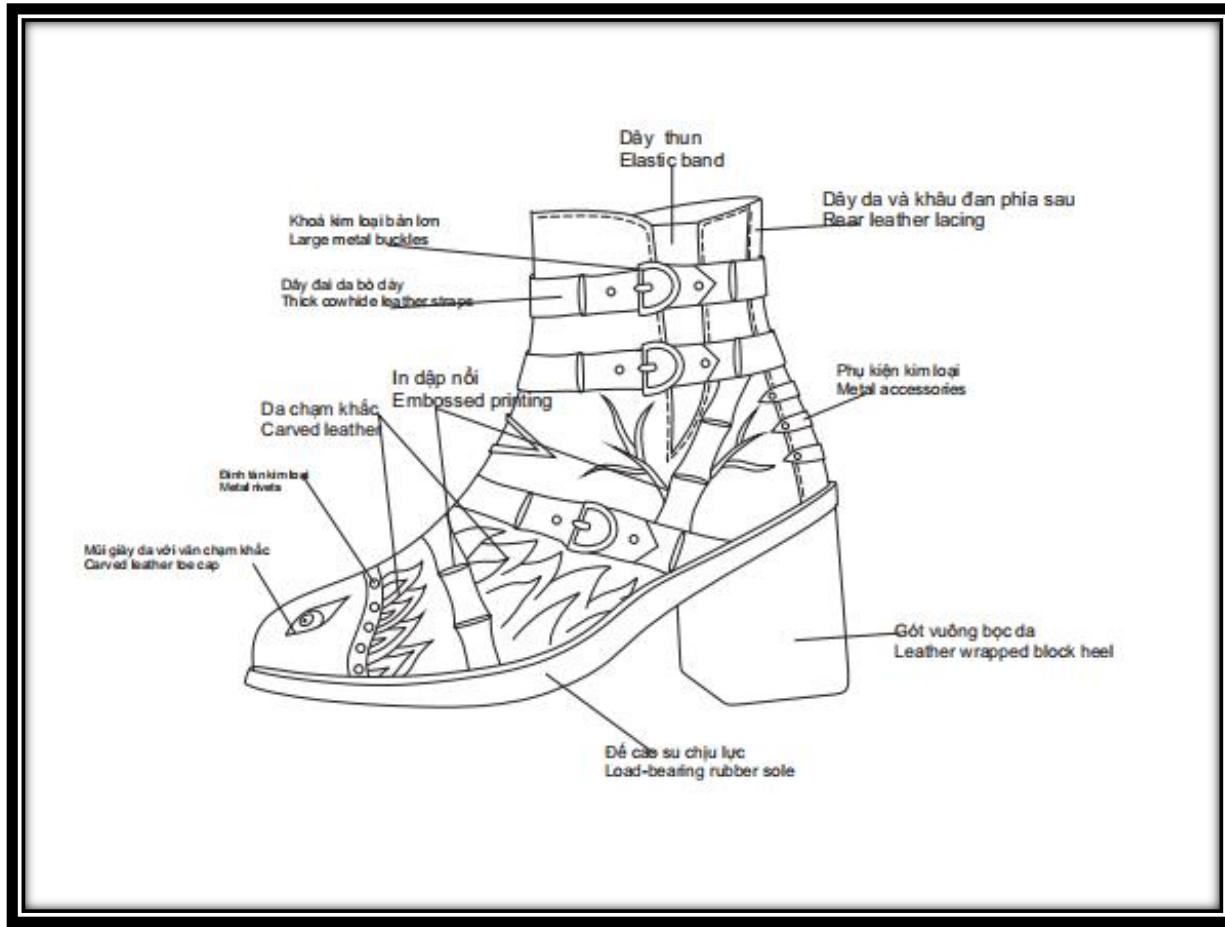 Dây thun
Elastic band
Dây da và khâu đan phía sau
Rear leather lacing
Khoá kim loại bản lơn
Large metal buckles
Dây đai da bò dày
Thick cowhide leather straps
In dập nổi
Embossed printing
Phụ kiện kim loại
Metal accessories
Da chạm khắc
Carved leather
Đinh tán kim loại
Metal rivets
Mũi giày da với vân chạm khắc
Carved leather toe cap
Gót vuông bọc da
Leather wrapped block heel
Đế cao su chịu lực
Load-bearing rubber sole